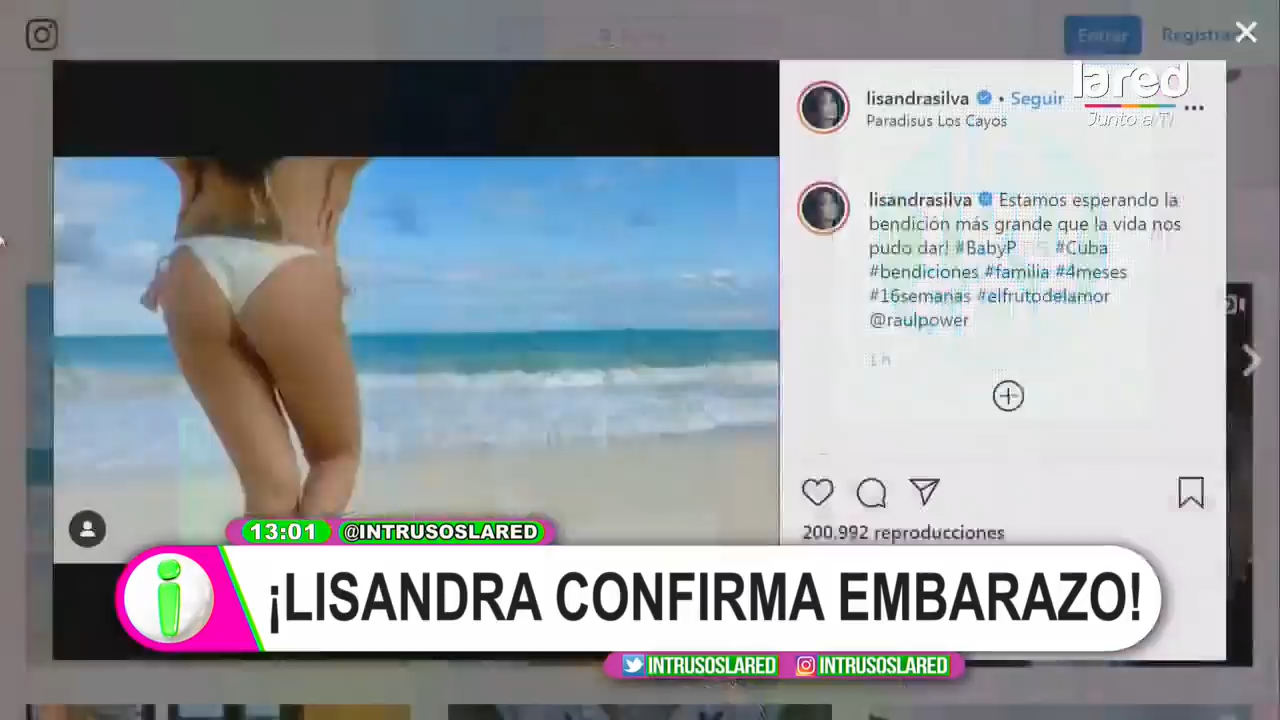 Entrar
Registrar
lared
Junto a Ti
lisandrasilva • Seguir
Paradisus Los Cayos
lisandrasilva Estamos esperando la
bendición más grande que la vida nos
pudo dar! #BabyP #Cuba
#bendiciones #familia #4meses
#16semanas #elfrutodelamor
@raulpower
1 h
200.992 reproducciones
13:01 @INTRUSOSLARED
¡LISANDRA CONFIRMA EMBARAZO!
INTRUSOSLARED INTRUSOSLARED